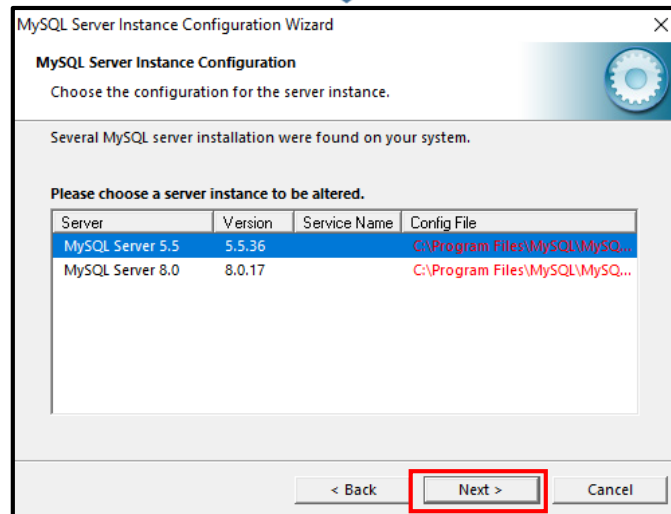 MySQL Server Instance Configuration Wizard
MySQL Server Instance Configuration
Choose the configuration for the server instance.
Several MySQL server installation were found on your system.
Please choose a server instance to be altered.
Server Version Service Name Config File
MySQL Server 5.5 5.5.36 C:\Program Files\MySQL\MySQ...
MySQL Server 8.0 8.0.17 C:\Program Files\MySQL\MySQ...
< Back Next > Cancel